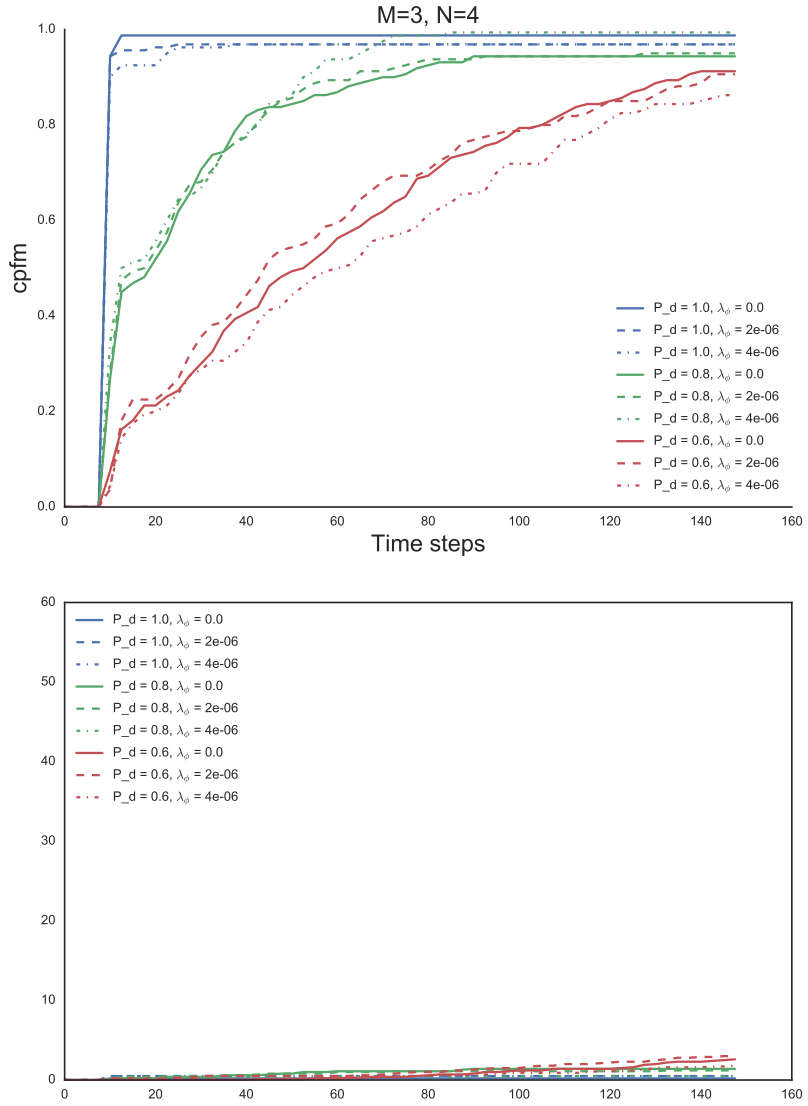 M=3, N=4
1.0
0.8
0.6
0.4
0.2
0.0
cpfm
P_d = 1.0, λ_ϕ = 0.0
P_d = 1.0, λ_ϕ = 2e-06
P_d = 1.0, λ_ϕ = 4e-06
P_d = 0.8, λ_ϕ = 0.0
P_d = 0.8, λ_ϕ = 2e-06
P_d = 0.8, λ_ϕ = 4e-06
P_d = 0.6, λ_ϕ = 0.0
P_d = 0.6, λ_ϕ = 2e-06
P_d = 0.6, λ_ϕ = 4e-06
0 20 40 60 80 100 120 140 160
Time steps
60
50
40
30
20
10
0
P_d = 1.0, λ_ϕ = 0.0
P_d = 1.0, λ_ϕ = 2e-06
P_d = 1.0, λ_ϕ = 4e-06
P_d = 0.8, λ_ϕ = 0.0
P_d = 0.8, λ_ϕ = 2e-06
P_d = 0.8, λ_ϕ = 4e-06
P_d = 0.6, λ_ϕ = 0.0
P_d = 0.6, λ_ϕ = 2e-06
P_d = 0.6, λ_ϕ = 4e-06
0 20 40 60 80 100 120 140 160